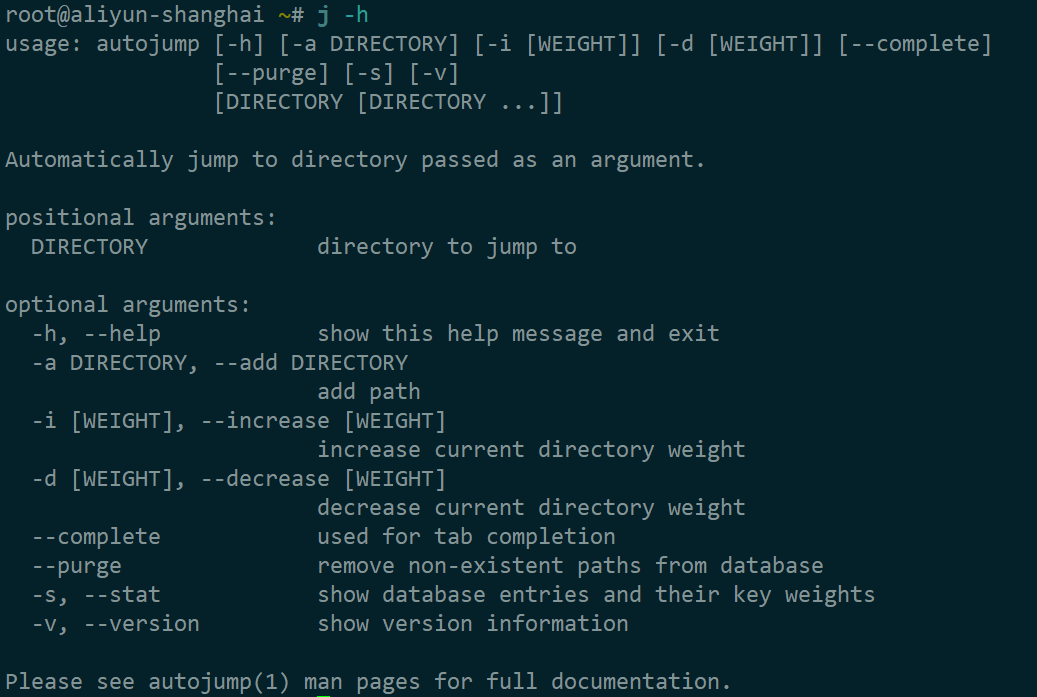 root@aliyun-shanghai ~# j -h
usage: autojump [-h] [-a DIRECTORY] [-i [WEIGHT]] [-d [WEIGHT]] [--complete]
                [--purge] [-s] [-v]
                [DIRECTORY [DIRECTORY ...]]

Automatically jump to directory passed as an argument.

positional arguments:
  DIRECTORY             directory to jump to

optional arguments:
  -h, --help            show this help message and exit
  -a DIRECTORY, --add DIRECTORY
                        add path
  -i [WEIGHT], --increase [WEIGHT]
                        increase current directory weight
  -d [WEIGHT], --decrease [WEIGHT]
                        decrease current directory weight
  --complete            used for tab completion
  --purge               remove non-existent paths from database
  -s, --stat            show database entries and their key weights
  -v, --version         show version information

Please see autojump(1) man pages for full documentation.